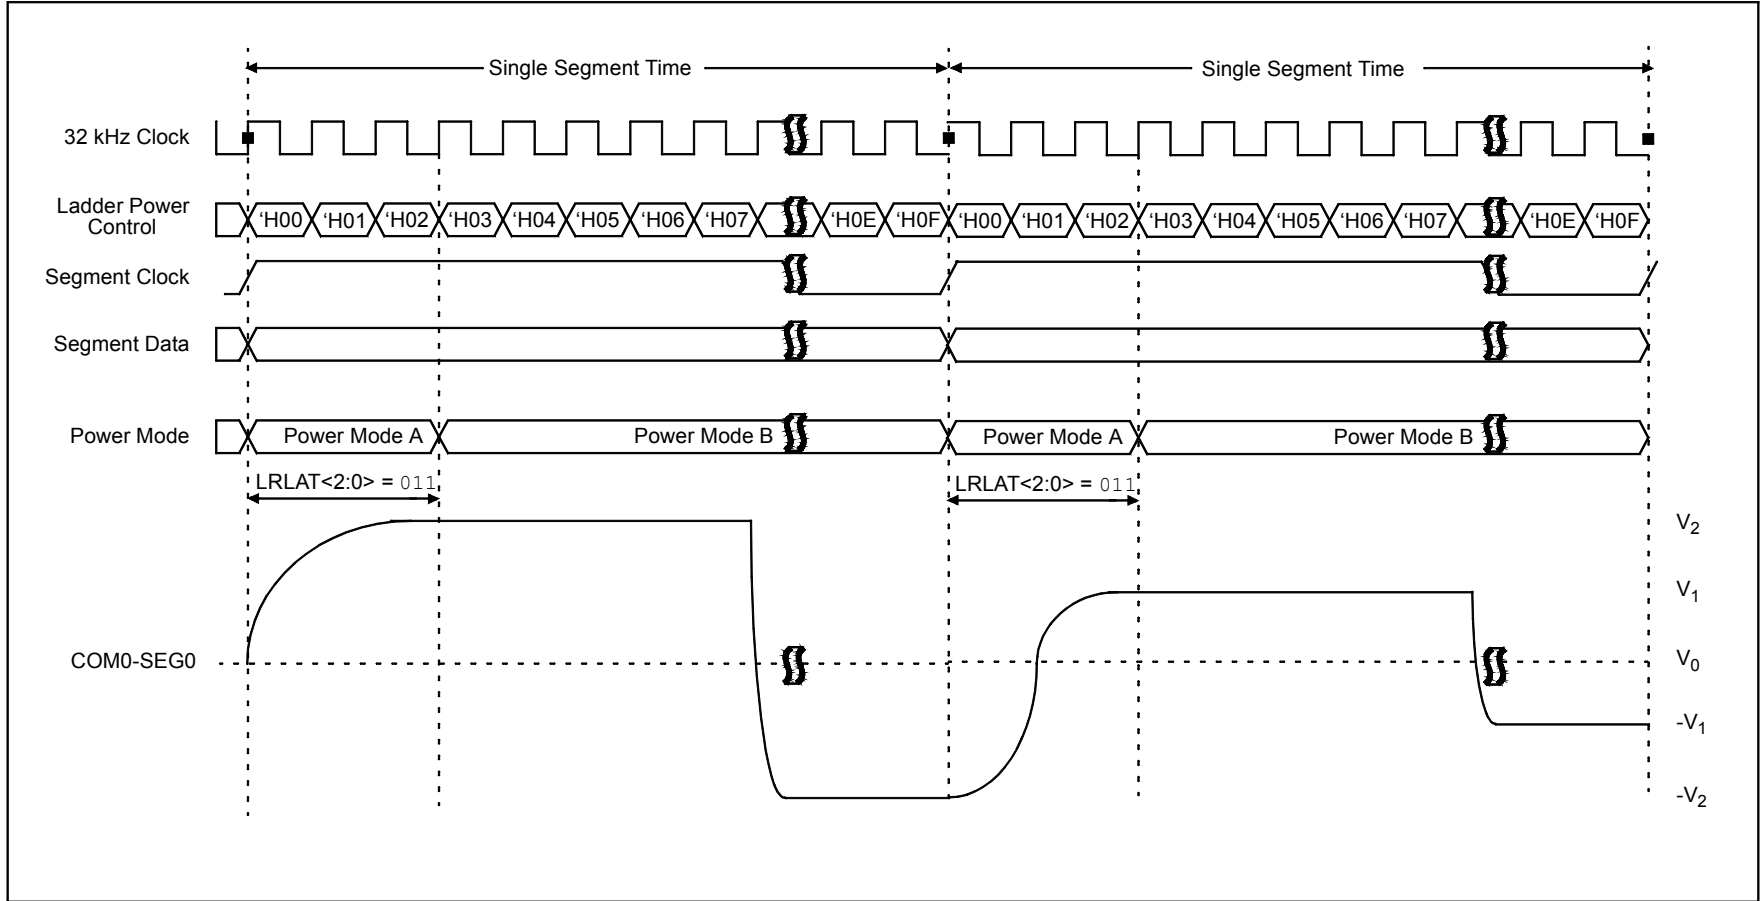 Single Segment Time
Single Segment Time
32 kHz Clock
Ladder Power
Control
‘H00 ‘H01 ‘H02 ‘H03 ‘H04 ‘H05 ‘H06 ‘H07 ‘H0E ‘H0F ‘H00 ‘H01 ‘H02 ‘H03 ‘H04 ‘H05 ‘H06 ‘H07 ‘H0E ‘H0F
Segment Clock
Segment Data
Power Mode
Power Mode A
Power Mode B
Power Mode A
Power Mode B
LRLAT<2:0> = 011
LRLAT<2:0> = 011
V2
V1
COM0-SEG0
V0
-V1
-V2